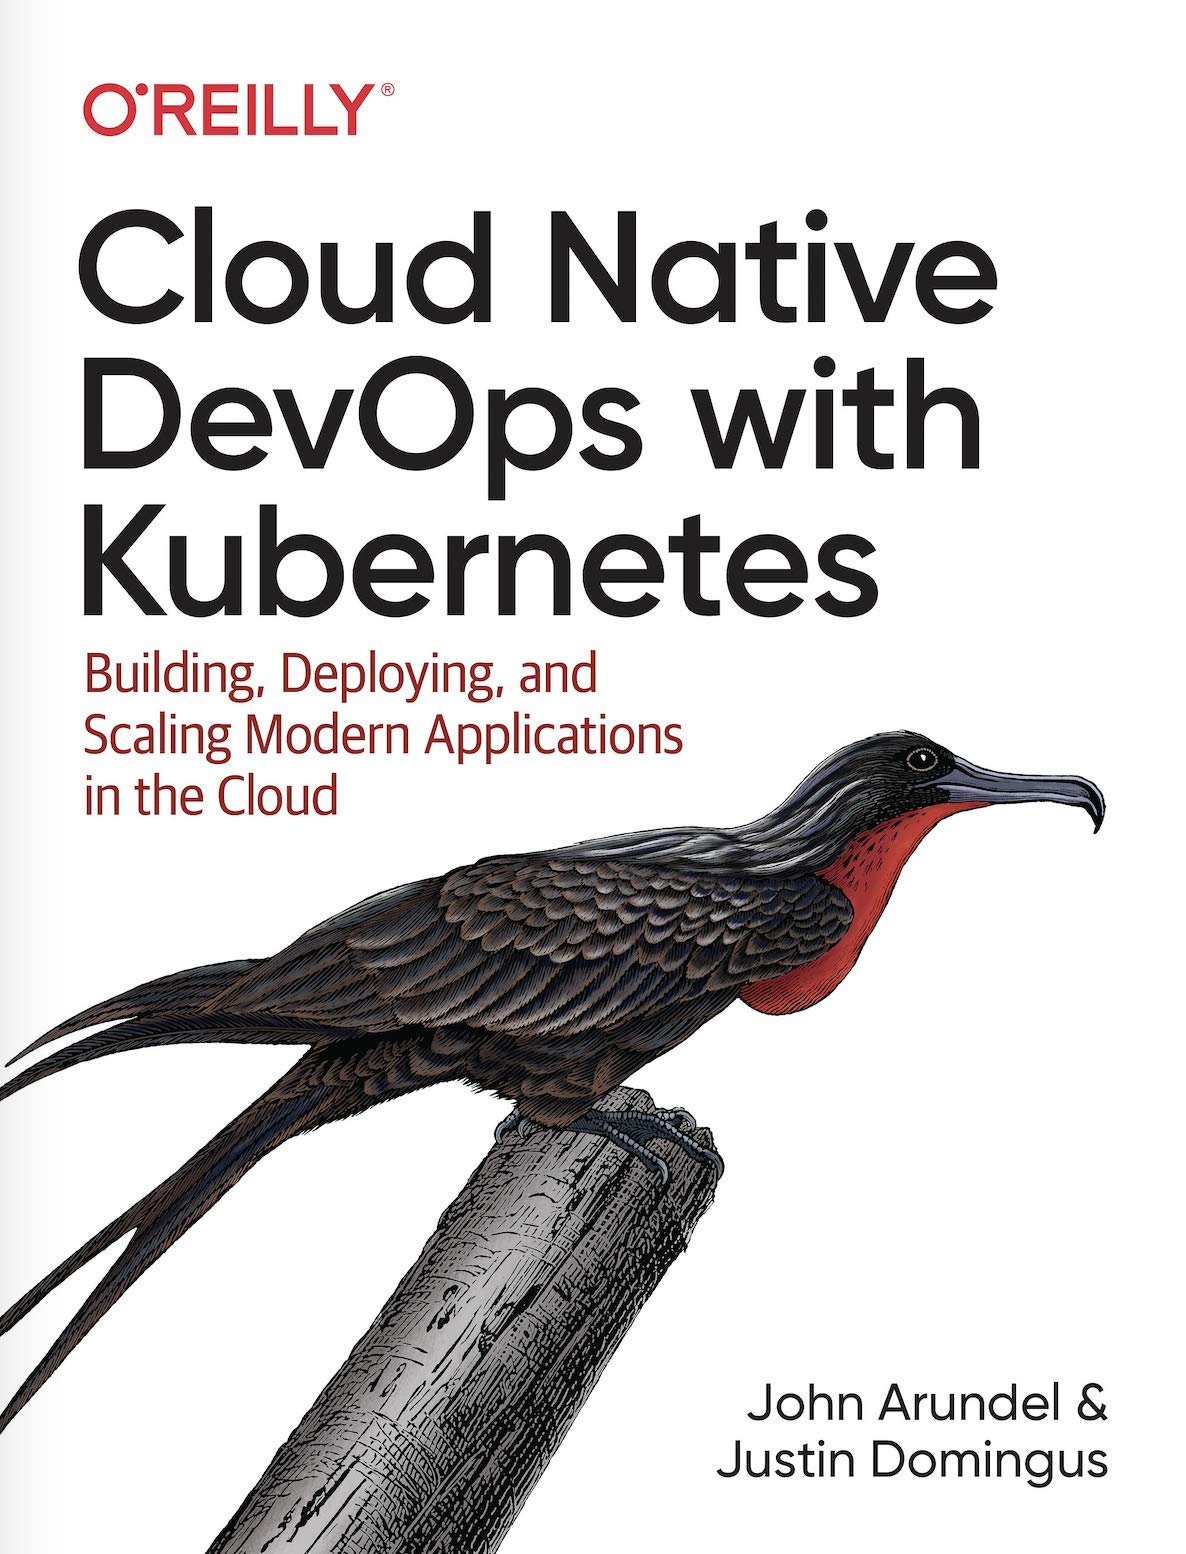 O'REILLY®
Cloud Native
DevOps with
Kubernetes
Building, Deploying, and
Scaling Modern Applications
in the Cloud
John Arundel &
Justin Domingus